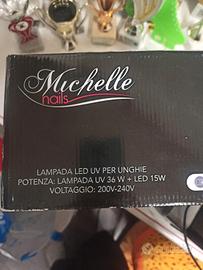 Michelle
nails
LAMPADA LED UV PER UNGHIE
POTENZA: LAMPADA UV 36 W + LED 15W
VOLTAGGIO: 200V-240V